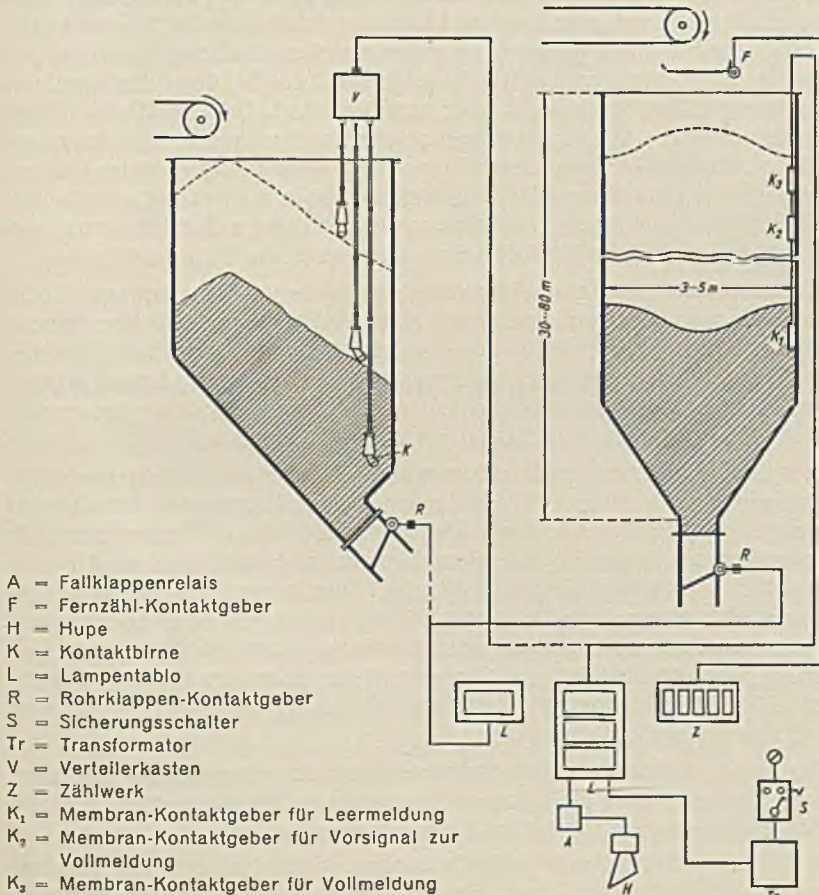 V
F
K₃
K₂
3–5 m
30...80 m
K₁
K
R
R
A = Fallklappenrelais
F = Fernzähl-Kontaktgeber
H = Hupe
K = Kontaktbirne
L = Lampentablo
R = Rohrklappen-Kontaktgeber
S = Sicherungsschalter
Tr = Transformator
V = Verteilerkasten
Z = Zählwerk
K₁ = Membran-Kontaktgeber für Leermeldung
K₂ = Membran-Kontaktgeber für Vorsignal zur
Vollmeldung
K₃ = Membran-Kontaktgeber für Vollmeldung
L
Z
L
S
A
H
Tr